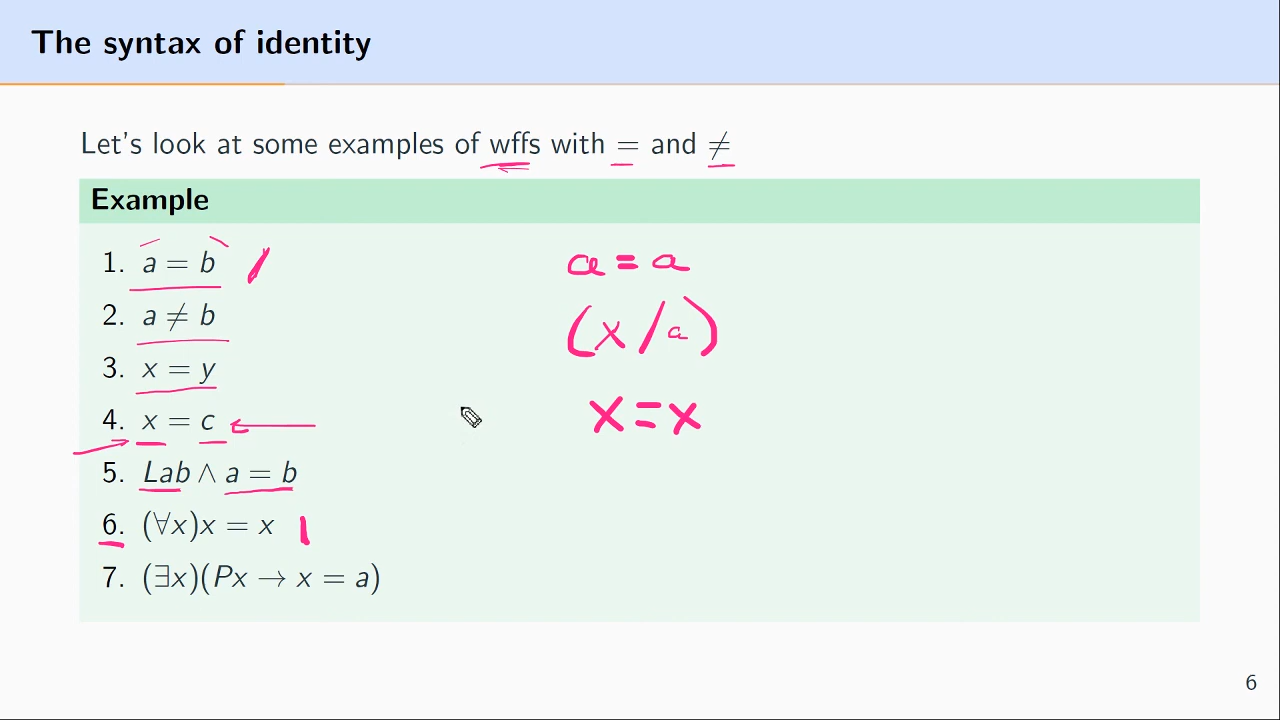 The syntax of identity
Let's look at some examples of wffs with = and ≠
Example
1. a = b
2. a ≠ b
3. x = y
4. x = c
5. Lab ∧ a = b
6. (∀x)x = x
7. (∃x)(Px → x = a)
a = a
(x/a)
x = x
6